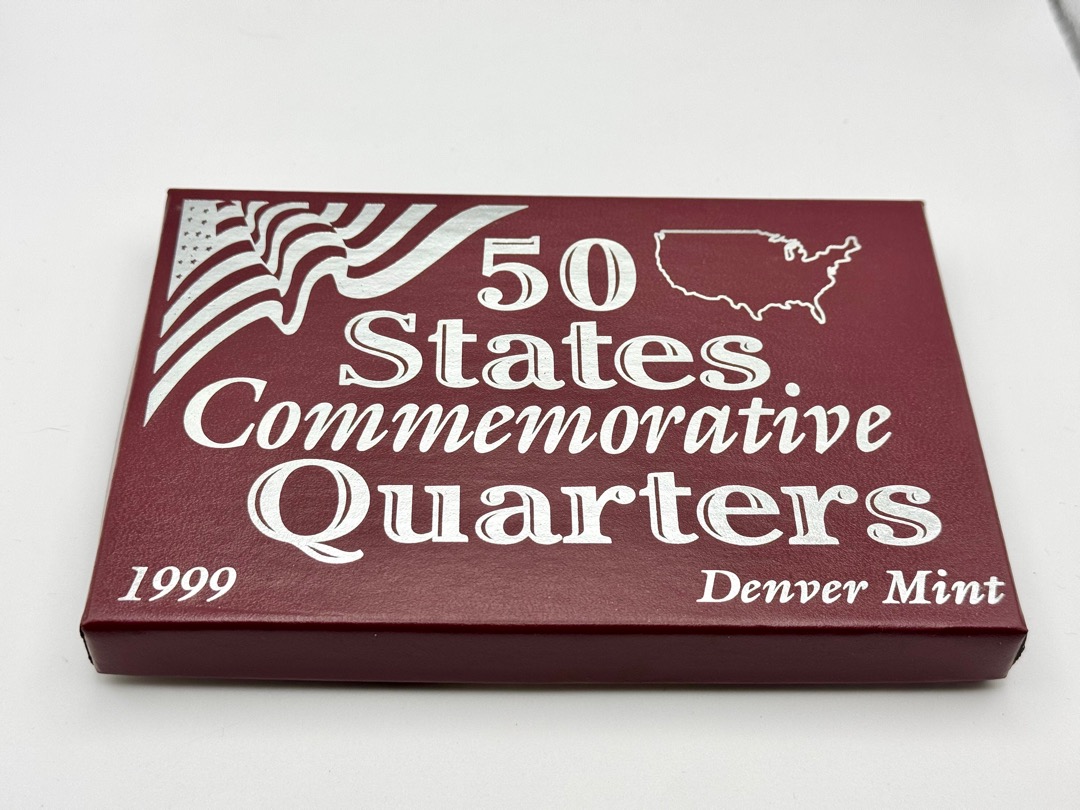 50
States
Commemorative
Quarters
1999
Denver Mint